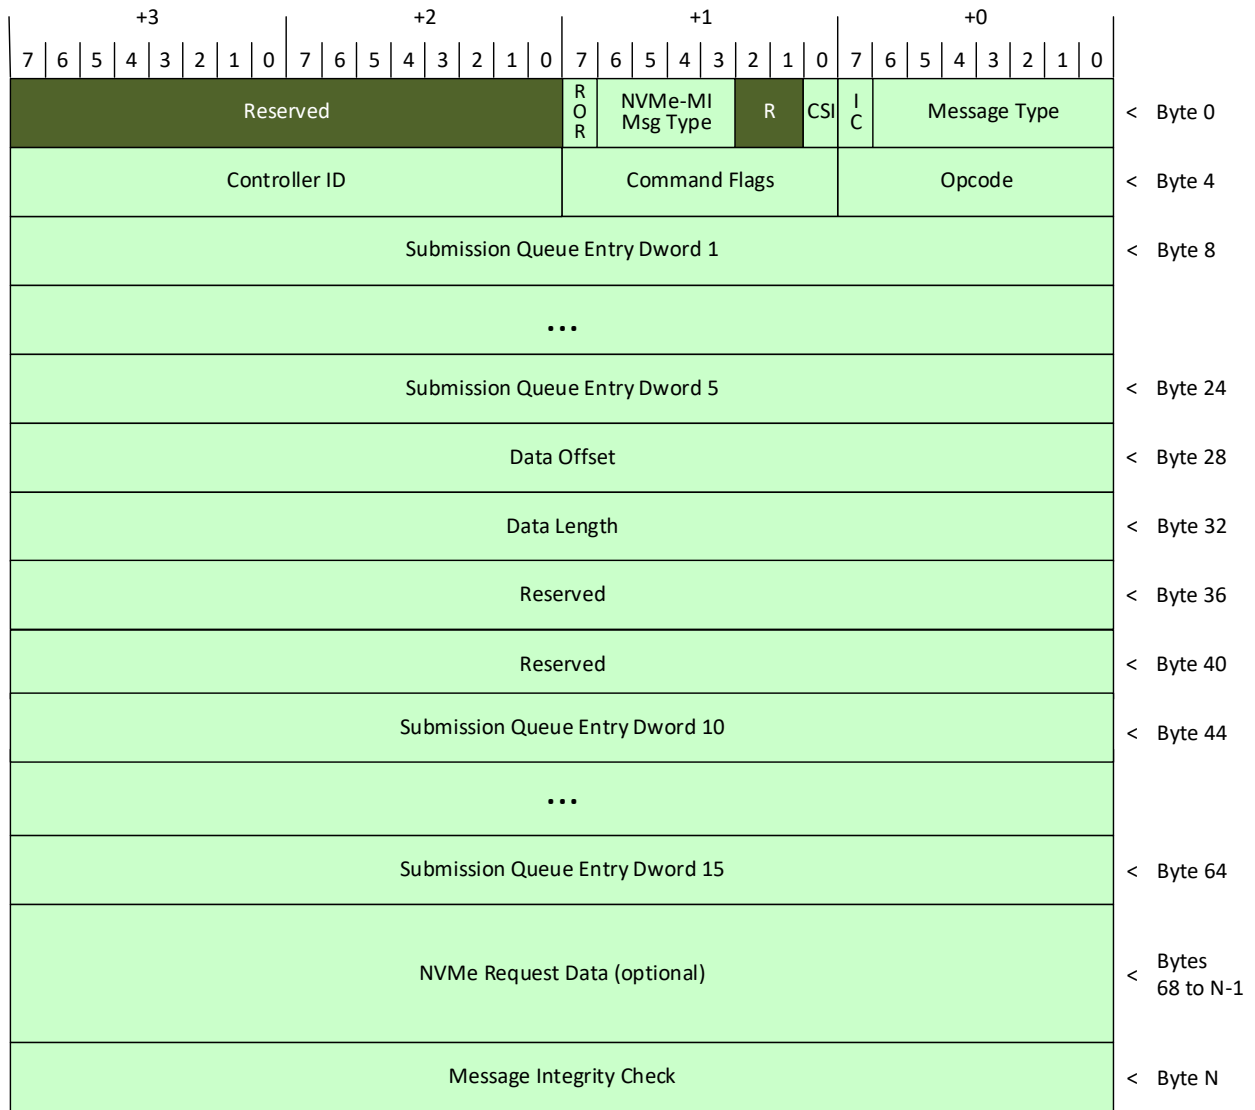 +3 +2 +1 +0
7 6 5 4 3 2 1 0 7 6 5 4 3 2 1 0 7 6 5 4 3 2 1 0 7 6 5 4 3 2 1 0
Reserved ROR NVMe-MI Msg Type R CSI IC Message Type < Byte 0
Controller ID Command Flags Opcode < Byte 4
Submission Queue Entry Dword 1 < Byte 8
...
Submission Queue Entry Dword 5 < Byte 24
Data Offset < Byte 28
Data Length < Byte 32
Reserved < Byte 36
Reserved < Byte 40
Submission Queue Entry Dword 10 < Byte 44
...
Submission Queue Entry Dword 15 < Byte 64
NVMe Request Data (optional) < Bytes 68 to N-1
Message Integrity Check < Byte N